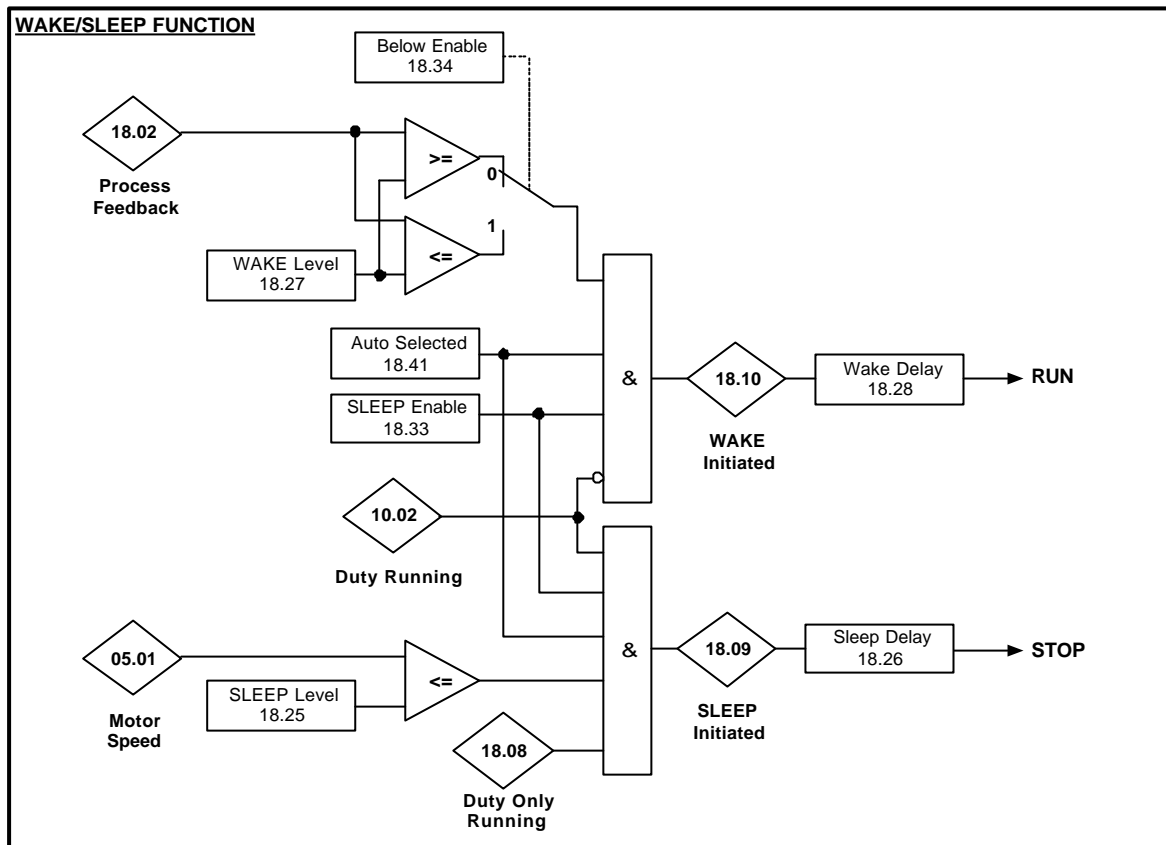 WAKE/SLEEP FUNCTION
Below Enable
18.34
18.02
Process
Feedback
>=
0
1
<=
WAKE Level
18.27
Auto Selected
18.41
SLEEP Enable
18.33
&
18.10
WAKE
Initiated
Wake Delay
18.28
RUN
10.02
Duty Running
05.01
Motor
Speed
SLEEP Level
18.25
<=
18.08
Duty Only
Running
&
18.09
SLEEP
Initiated
Sleep Delay
18.26
STOP